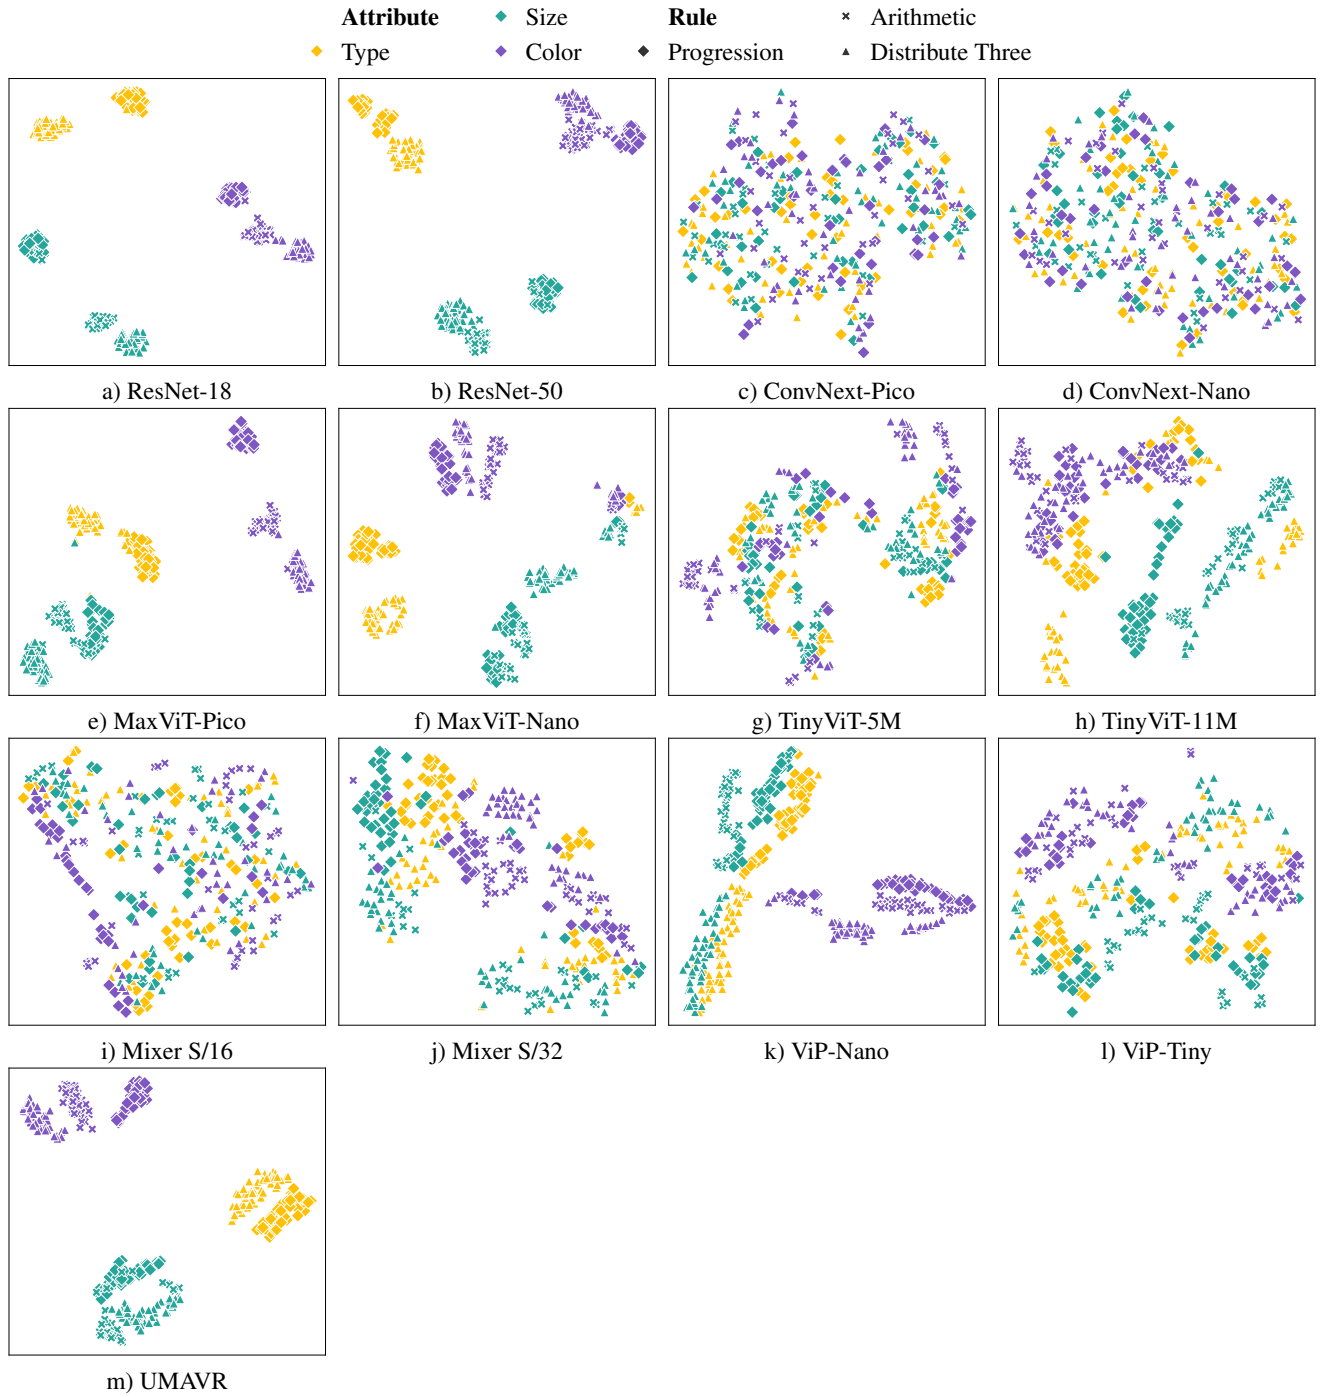 Attribute Size Rule Arithmetic
Type Color Progression Distribute Three
a) ResNet-18 b) ResNet-50 c) ConvNext-Pico d) ConvNext-Nano
e) MaxViT-Pico f) MaxViT-Nano g) TinyViT-5M h) TinyViT-11M
i) Mixer S/16 j) Mixer S/32 k) ViP-Nano l) ViP-Tiny
m) UMAVR